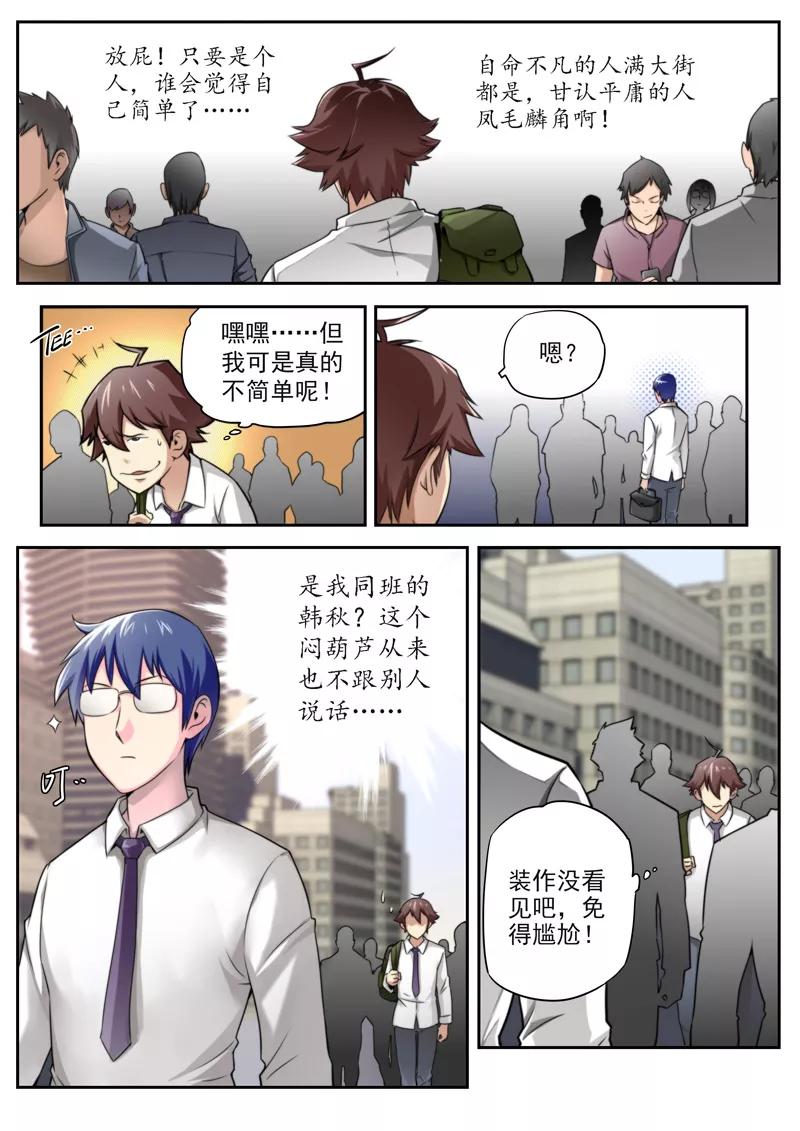 放屁！只要是个
人，谁会觉得自
己简单了……
自命不凡的人满大街
都是，甘认平庸的人
凤毛麟角啊！
TEE…
嘿嘿……但
我可是真的
不简单呢！
嗯？
是我同班的
韩秋？这个
闷葫芦从来
也不跟别人
说话……
叮..
装作没看
见吧，免
得尴尬！